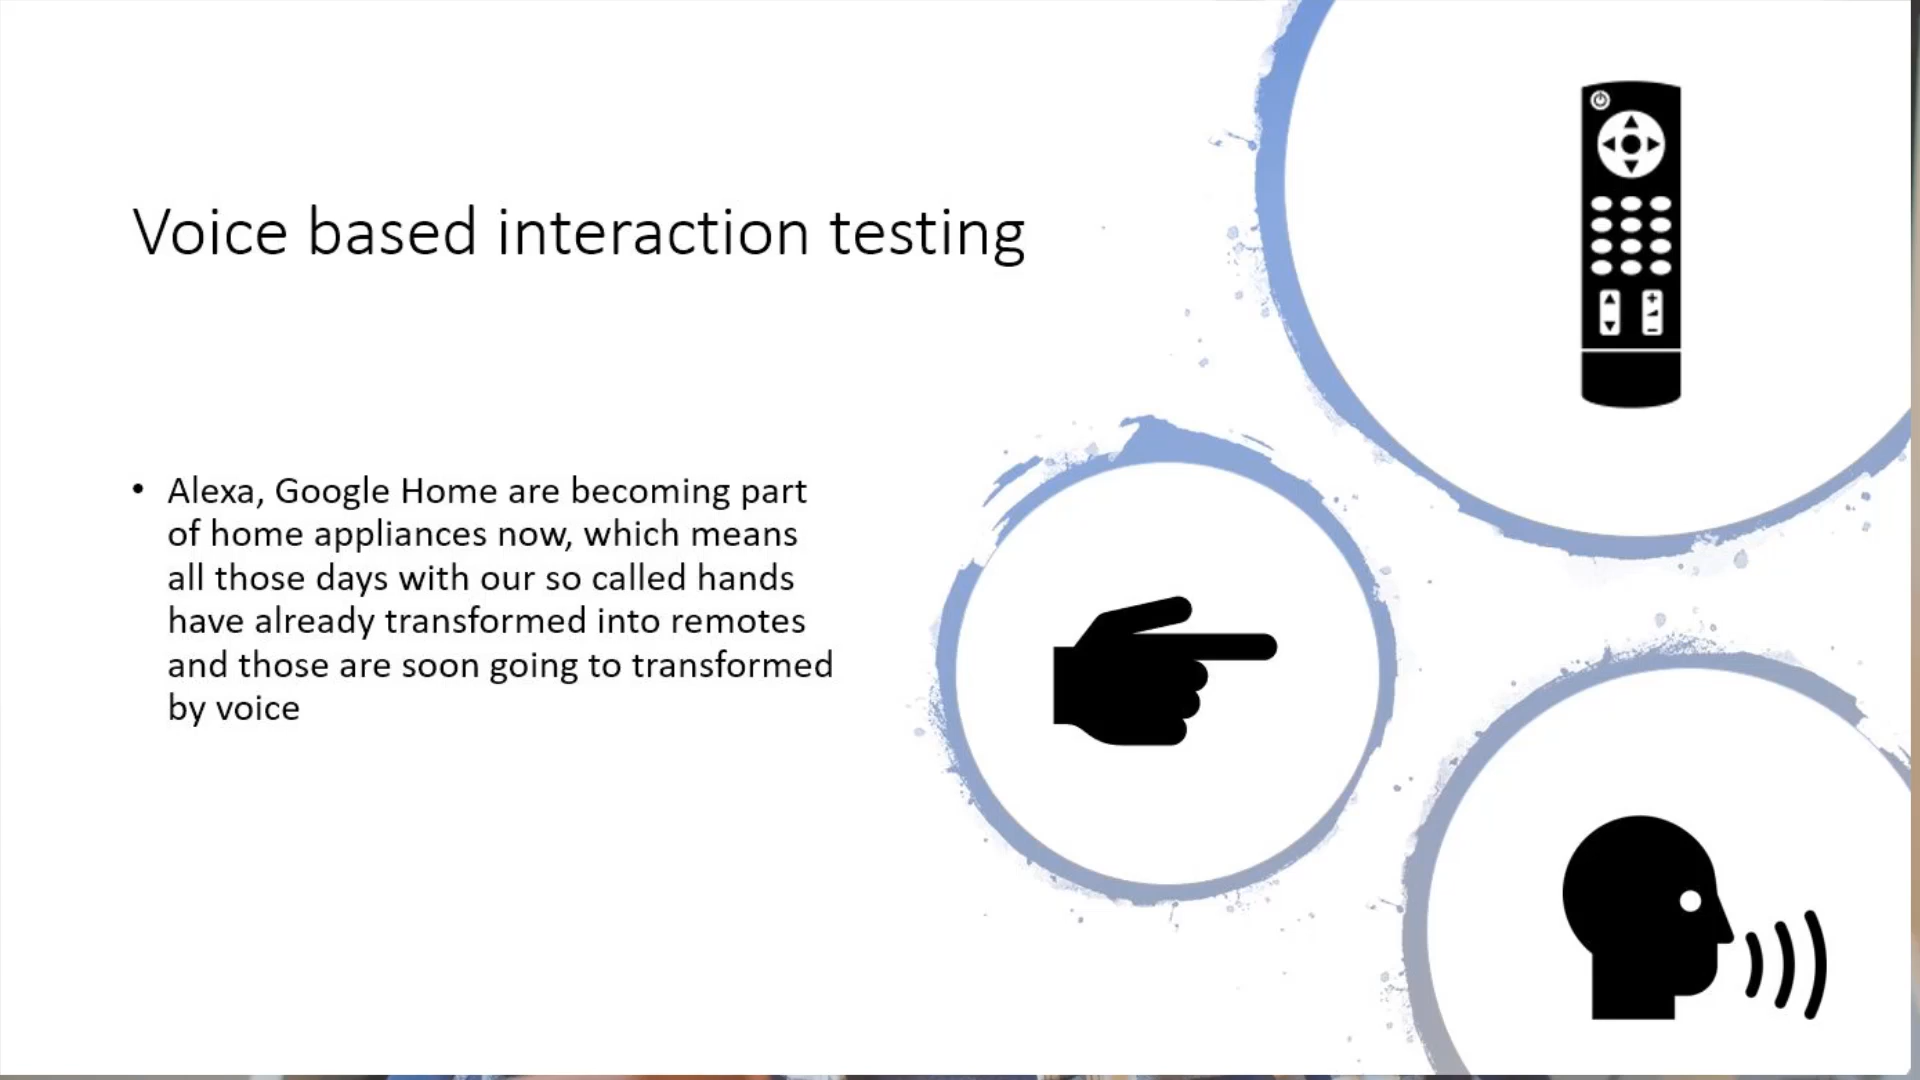 Voice based interaction testing
• Alexa, Google Home are becoming part
of home appliances now, which means
all those days with our so called hands
have already transformed into remotes
and those are soon going to transformed
by voice